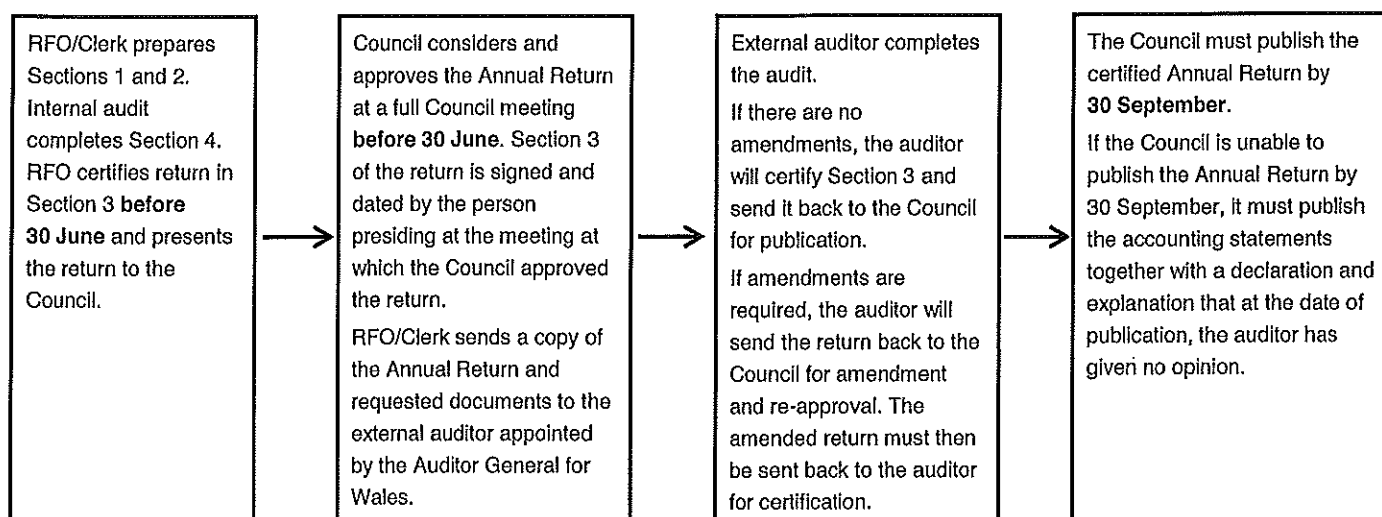 RFO/Clerk prepares
Sections 1 and 2.
Internal audit
completes Section 4.
RFO certifies return in
Section 3 before
30 June and presents
the return to the
Council.
Council considers and
approves the Annual Return
at a full Council meeting
before 30 June. Section 3
of the return is signed and
dated by the person
presiding at the meeting at
which the Council approved
the return.
RFO/Clerk sends a copy of
the Annual Return and
requested documents to the
external auditor appointed
by the Auditor General for
Wales.
External auditor completes
the audit.
If there are no
amendments, the auditor
will certify Section 3 and
send it back to the Council
for publication.
If amendments are
required, the auditor will
send the return back to the
Council for amendment
and re-approval. The
amended return must then
be sent back to the auditor
for certification.
The Council must publish the
certified Annual Return by
30 September.
If the Council is unable to
publish the Annual Return by
30 September, it must publish
the accounting statements
together with a declaration and
explanation that at the date of
publication, the auditor has
given no opinion.